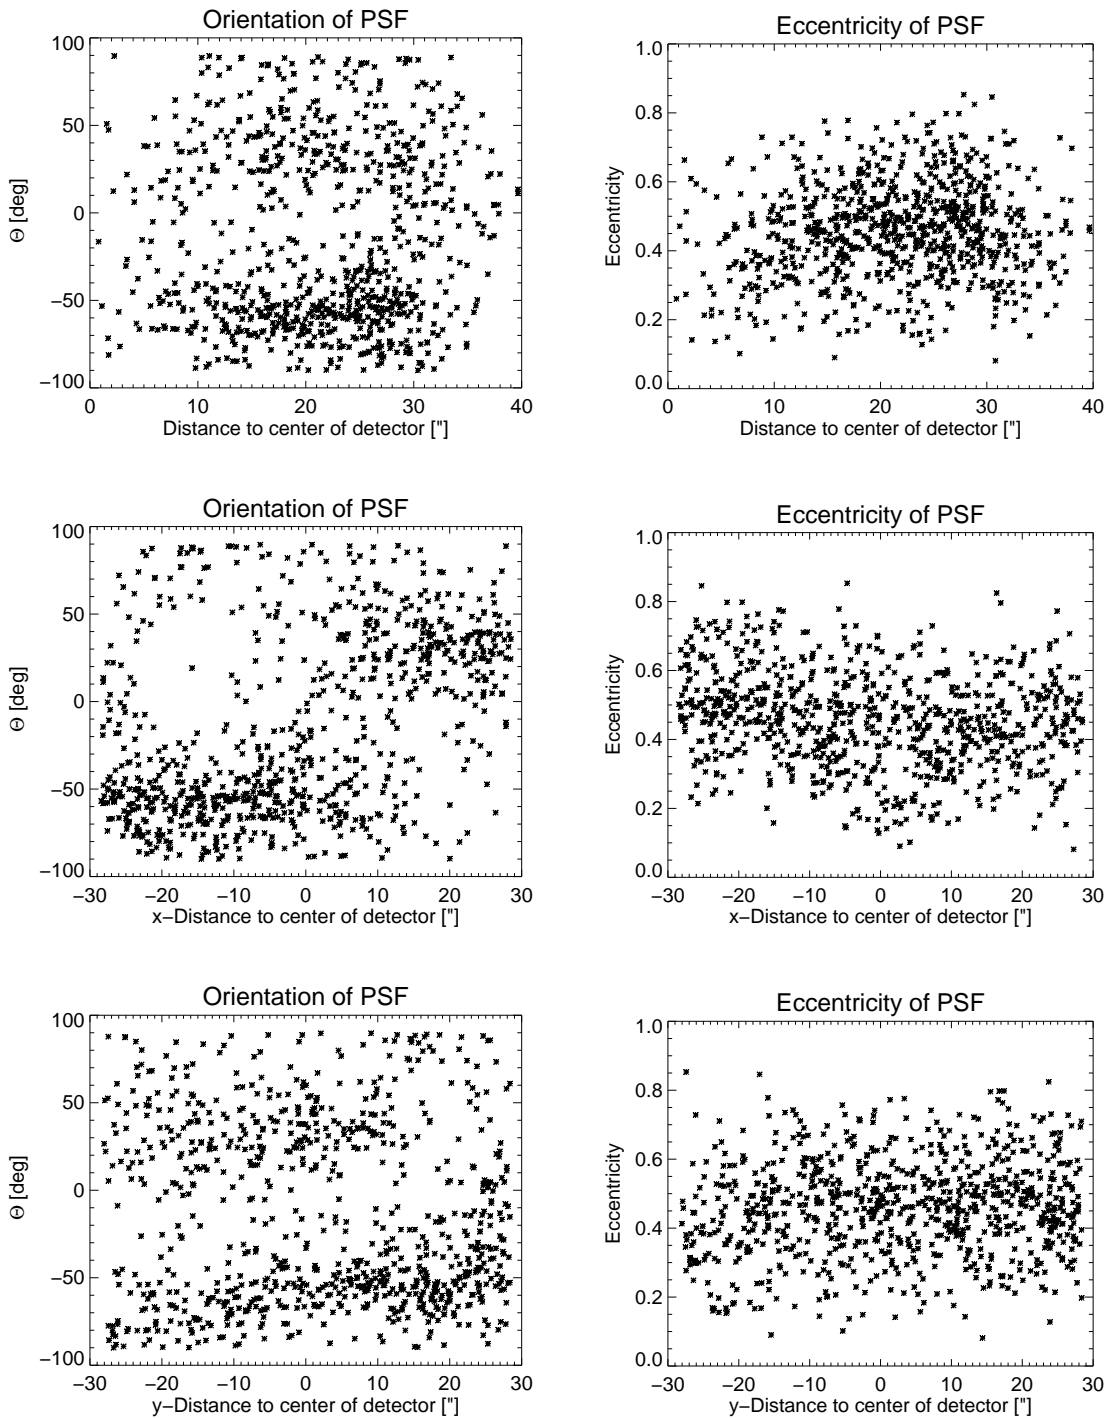 Orientation of PSF
100
50
0
−50
−100
Θ [deg]
0 10 20 30 40
Distance to center of detector ["]
Eccentricity of PSF
1.0
0.8
0.6
0.4
0.2
0.0
Eccentricity
0 10 20 30 40
Distance to center of detector ["]
Orientation of PSF
100
50
0
−50
−100
Θ [deg]
−30 −20 −10 0 10 20 30
x−Distance to center of detector ["]
Eccentricity of PSF
1.0
0.8
0.6
0.4
0.2
0.0
Eccentricity
−30 −20 −10 0 10 20 30
x−Distance to center of detector ["]
Orientation of PSF
100
50
0
−50
−100
Θ [deg]
−30 −20 −10 0 10 20 30
y−Distance to center of detector ["]
Eccentricity of PSF
1.0
0.8
0.6
0.4
0.2
0.0
Eccentricity
−30 −20 −10 0 10 20 30
y−Distance to center of detector ["]